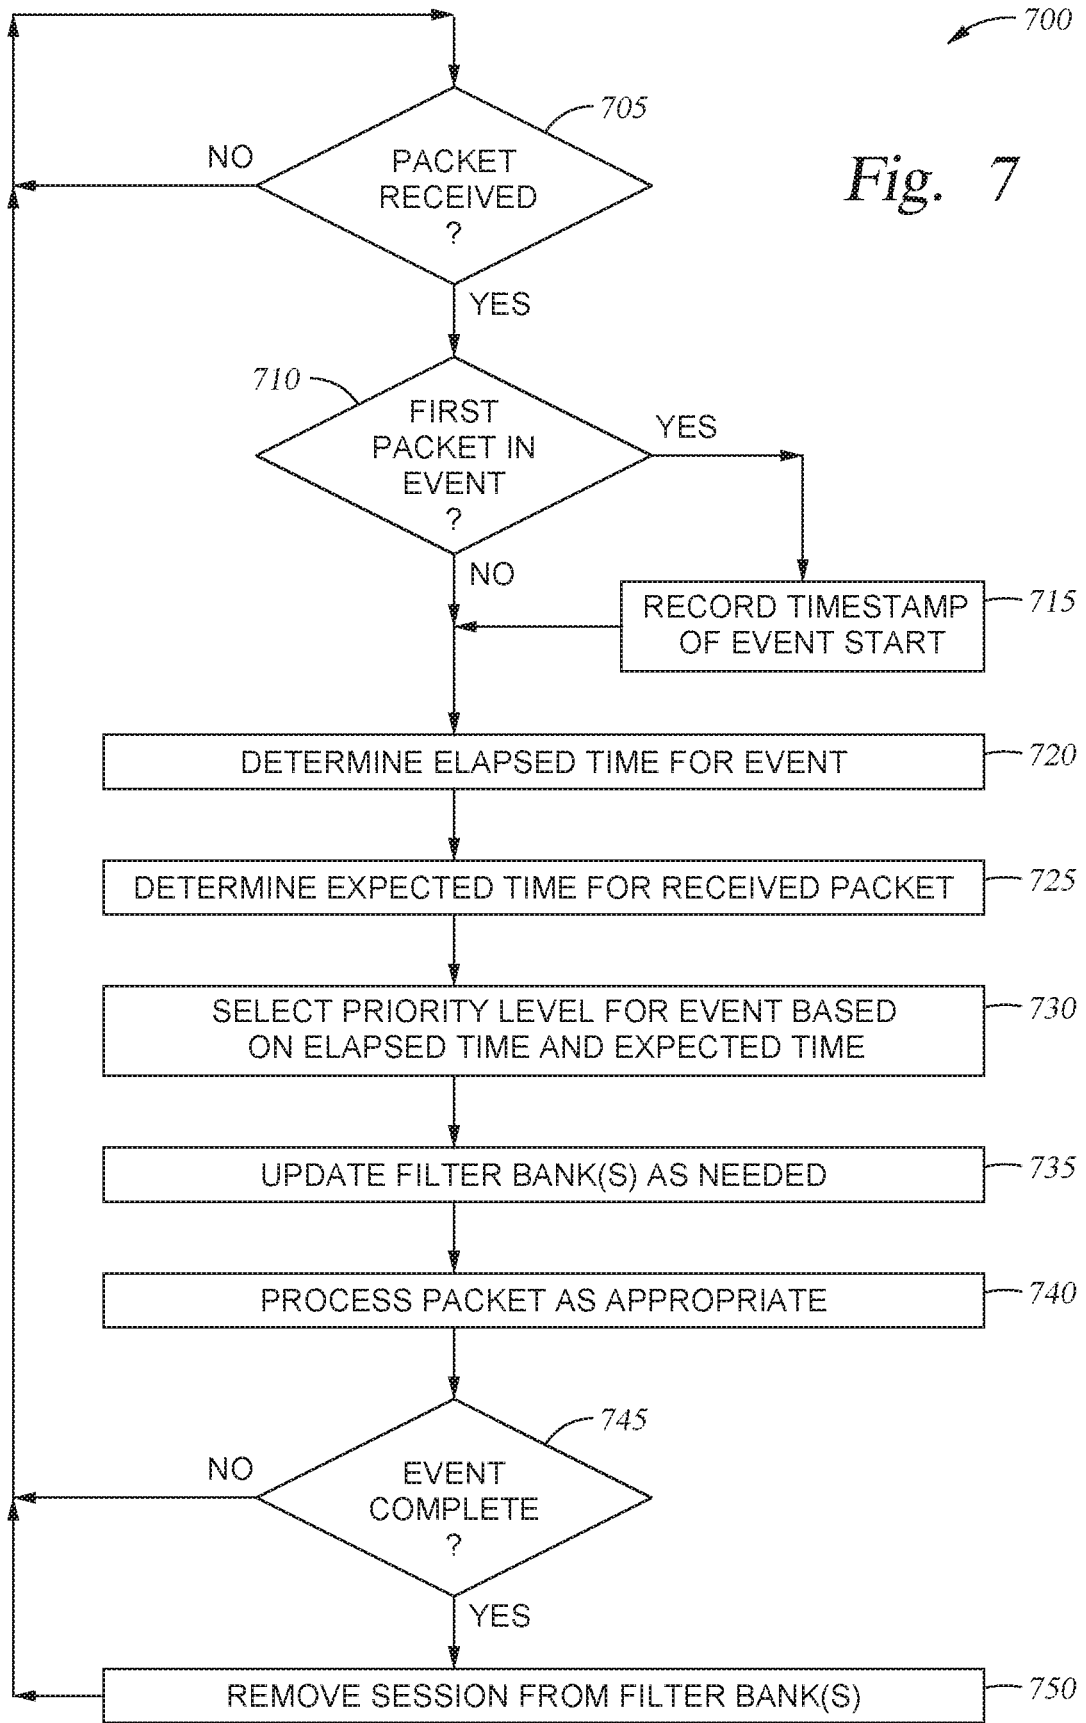 700
705
Fig. 7
NO
PACKET
RECEIVED
?
YES
710
FIRST
PACKET IN
EVENT
?
YES
NO
RECORD TIMESTAMP
OF EVENT START
715
DETERMINE ELAPSED TIME FOR EVENT
720
DETERMINE EXPECTED TIME FOR RECEIVED PACKET
725
SELECT PRIORITY LEVEL FOR EVENT BASED
ON ELAPSED TIME AND EXPECTED TIME
730
UPDATE FILTER BANK(S) AS NEEDED
735
PROCESS PACKET AS APPROPRIATE
740
745
NO
EVENT
COMPLETE
?
YES
REMOVE SESSION FROM FILTER BANK(S)
750